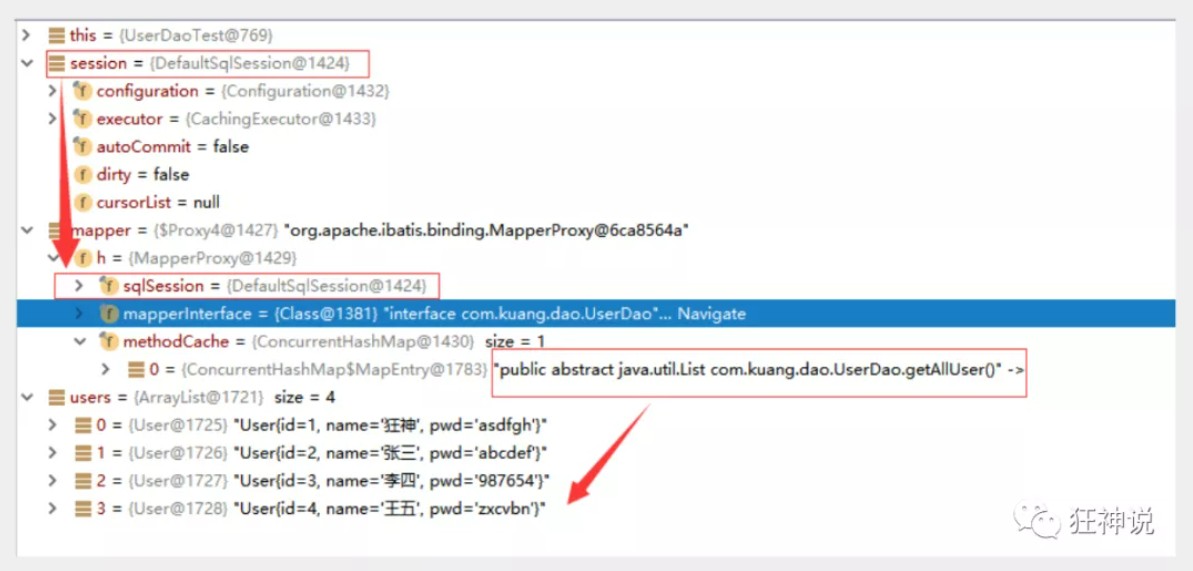 this = {UserDaoTest@769}
session = {DefaultSqlSession@1424}
configuration = {Configuration@1432}
executor = {CachingExecutor@1433}
autoCommit = false
dirty = false
cursorList = null
mapper = {$Proxy4@1427} "org.apache.ibatis.binding.MapperProxy@6ca8564a"
h = {MapperProxy@1429}
sqlSession = {DefaultSqlSession@1424}
mapperInterface = {Class@1381} "interface com.kuang.dao.UserDao"... Navigate
methodCache = {ConcurrentHashMap@1430} size = 1
0 = {ConcurrentHashMap$MapEntry@1783} "public abstract java.util.List com.kuang.dao.UserDao.getAllUser()" ->
users = {ArrayList@1721} size = 4
0 = {User@1725} "User{id=1, name='狂神', pwd='asdfgh'}"
1 = {User@1726} "User{id=2, name='张三', pwd='abcdef'}"
2 = {User@1727} "User{id=3, name='李四', pwd='987654'}"
3 = {User@1728} "User{id=4, name='王五', pwd='zxcvbn'}"
狂神说